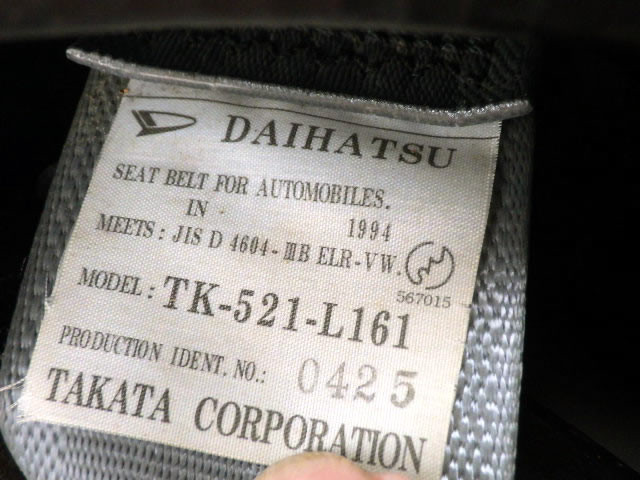 DAIHATSU
SEAT BELT FOR AUTOMOBILES.
IN 1994
MEETS: JIS D 4604-ⅢB ELR-VW.
567015
MODEL: TK-521-L161
PRODUCTION IDENT. NO.: 0425
TAKATA CORPORATION